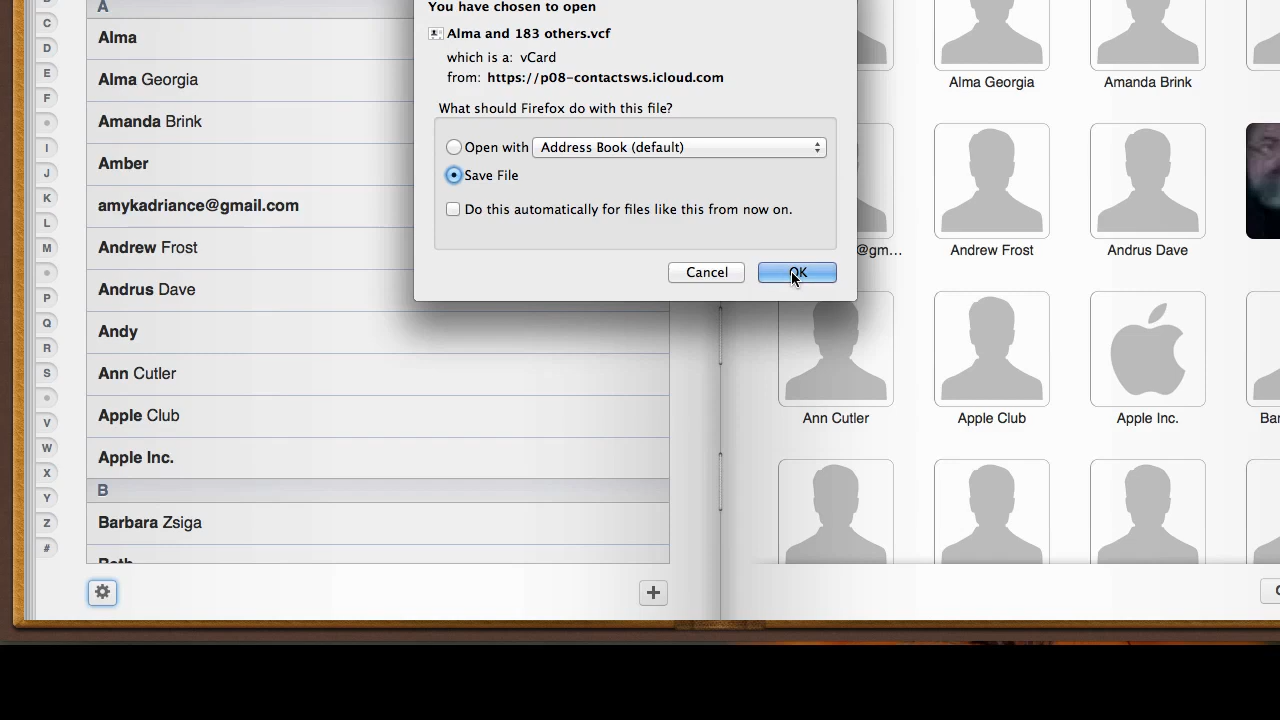 You have chosen to open
Alma and 183 others.vcf
which is a: vCard
from: https://p08-contactsws.icloud.com
What should Firefox do with this file?
Open with Address Book (default)
Save File
Do this automatically for files like this from now on.
Cancel
OK
A
Alma
Alma Georgia
Amanda Brink
Amber
amykadriance@gmail.com
Andrew Frost
Andrus Dave
Andy
Ann Cutler
Apple Club
Apple Inc.
B
Barbara Zsiga
C
D
E
F
I
J
K
L
M
P
Q
R
S
V
W
X
Y
Z
#
Alma Georgia
Amanda Brink
@gm...
Andrew Frost
Andrus Dave
Ann Cutler
Apple Club
Apple Inc.